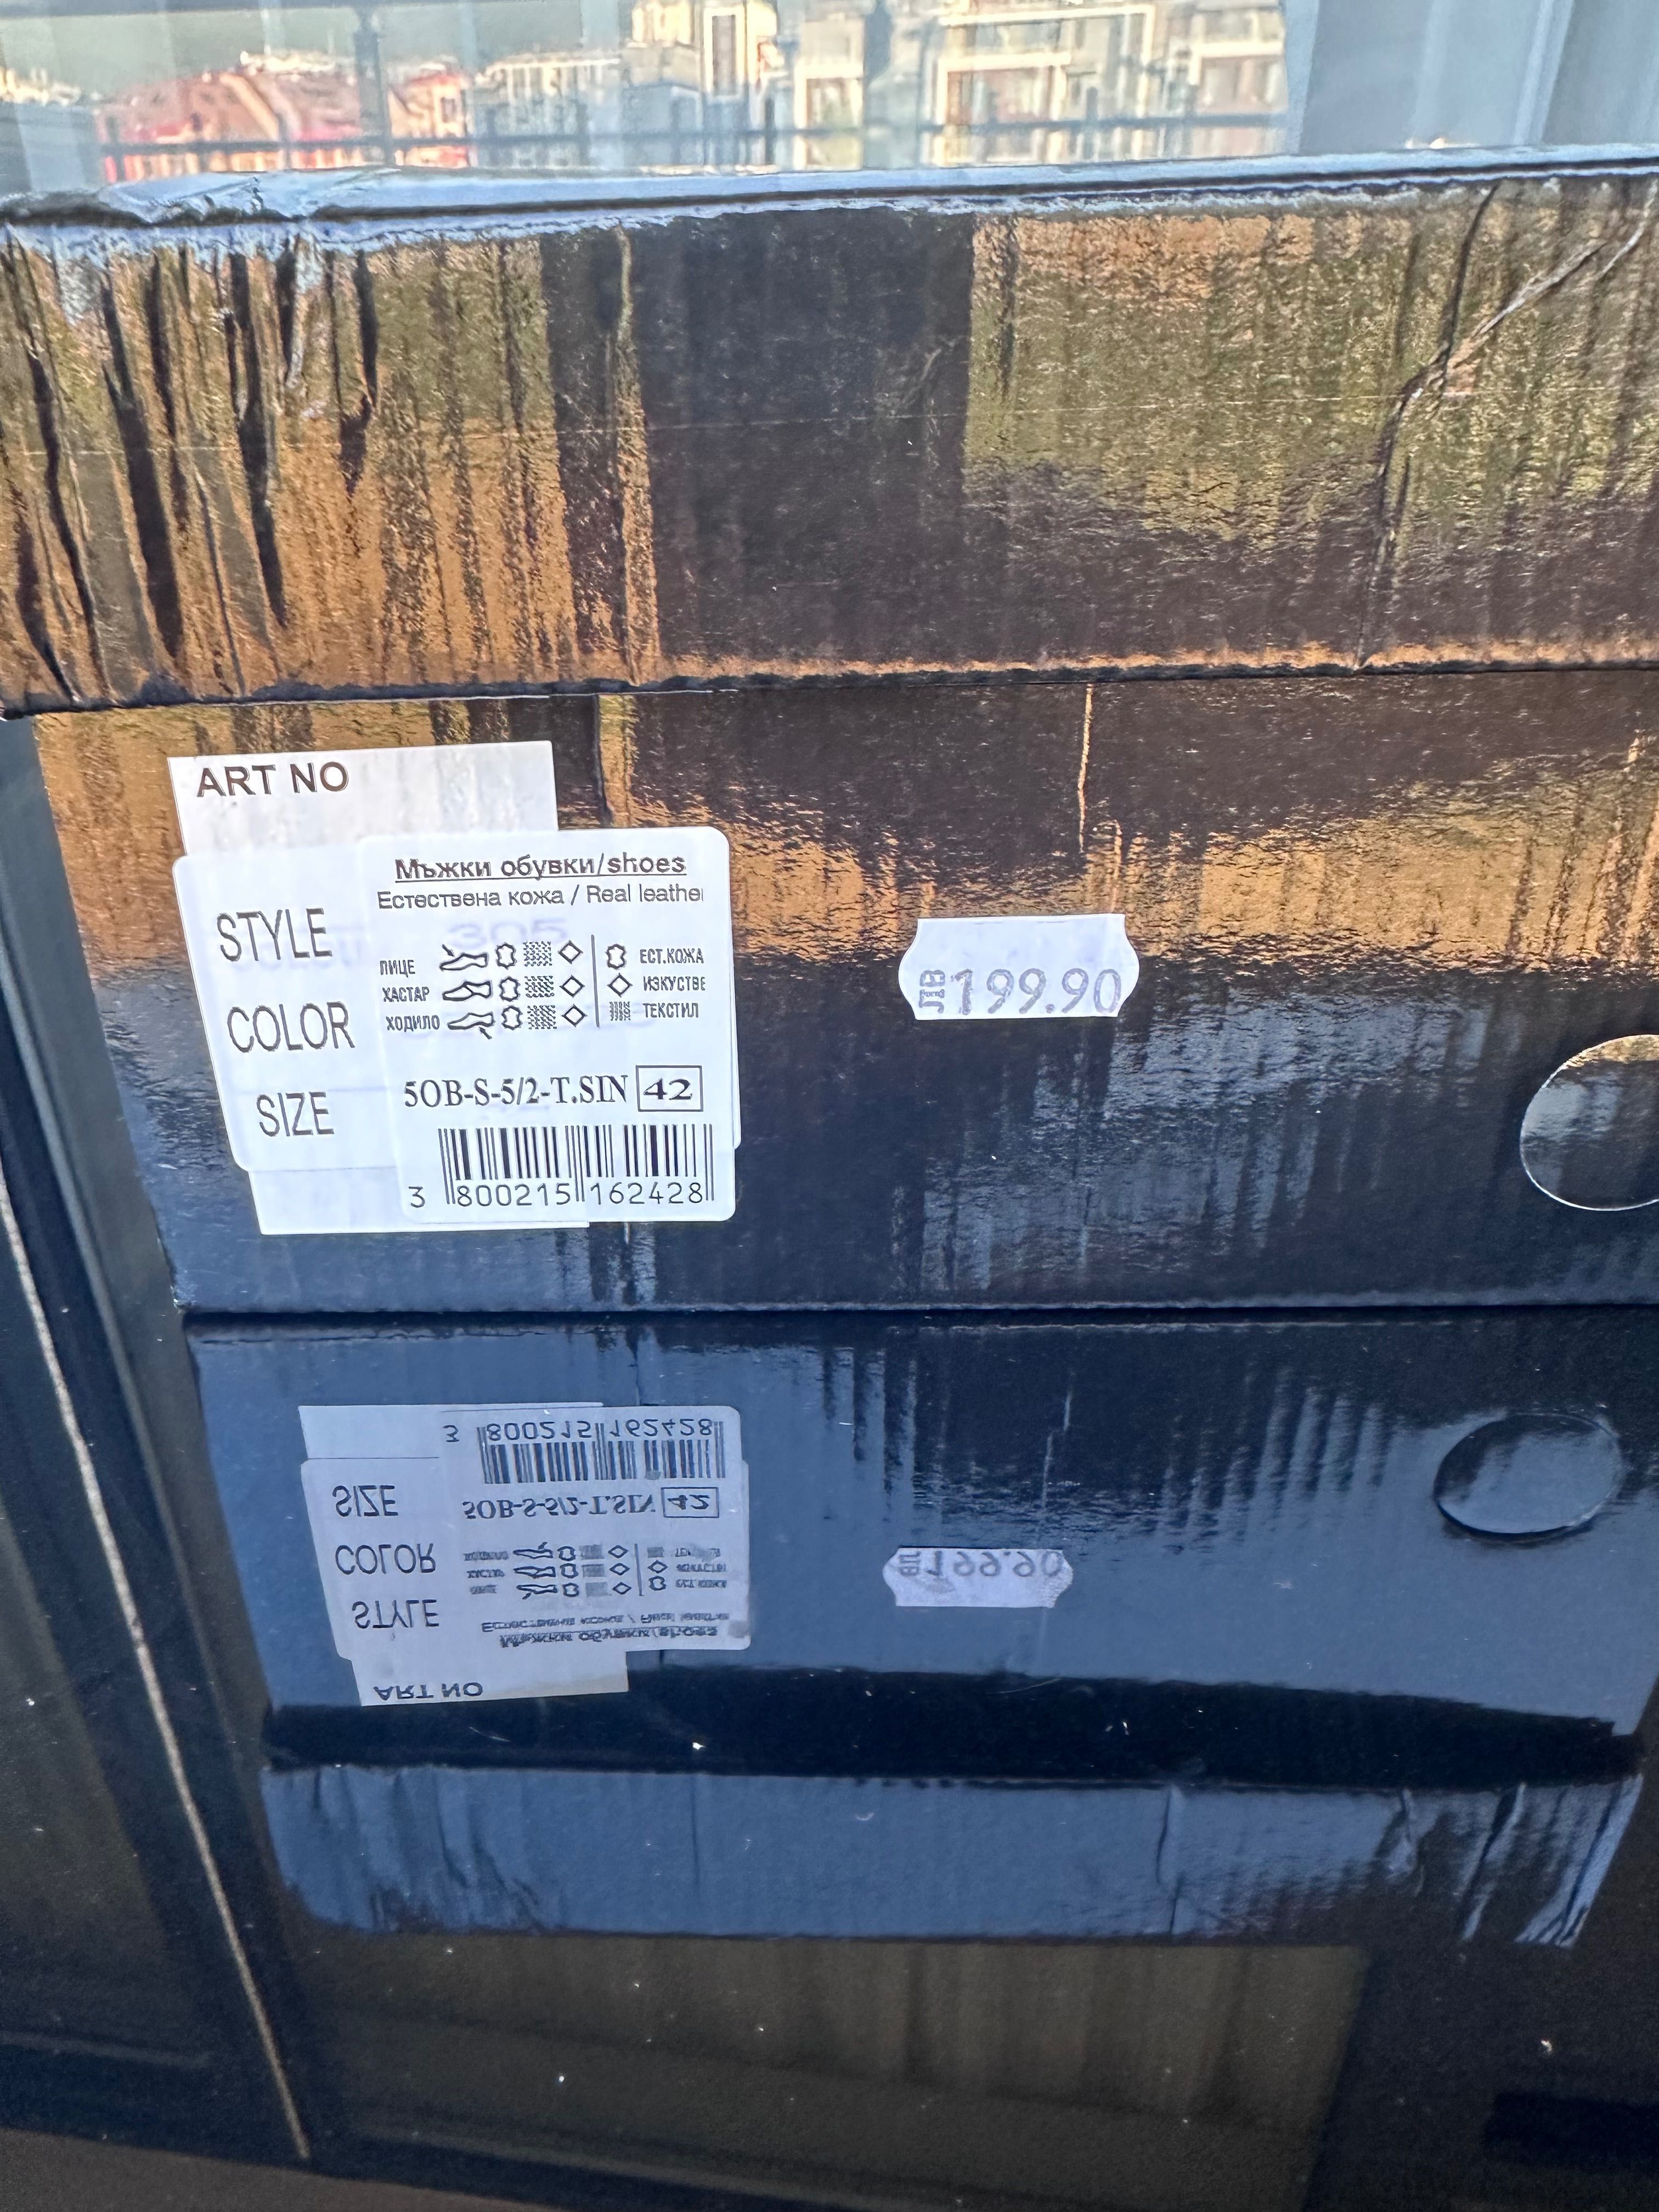 ART NO
STYLE
COLOR
SIZE
Мъжки обувки/shoes
Естествена кожа / Real leather
ЛИЦЕ
ХАСТАР
ХОДИЛО
ЕСТ.КОЖА
ИЗКУСТВЕ
ТЕКСТИЛ
5OB-S-5/2-T.SIN 42
3 800215 162428
ЛВ 199.90